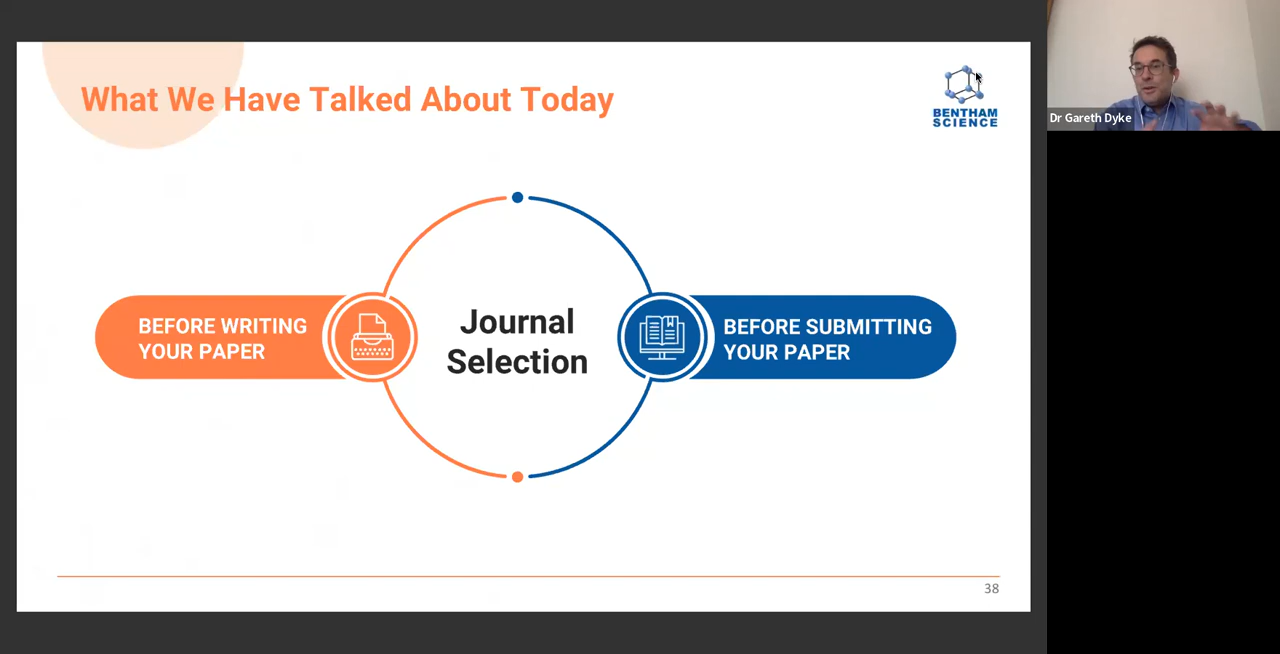 What We Have Talked About Today
BENTHAM
SCIENCE
Dr Gareth Dyke
BEFORE WRITING
YOUR PAPER
Journal
Selection
BEFORE SUBMITTING
YOUR PAPER
38